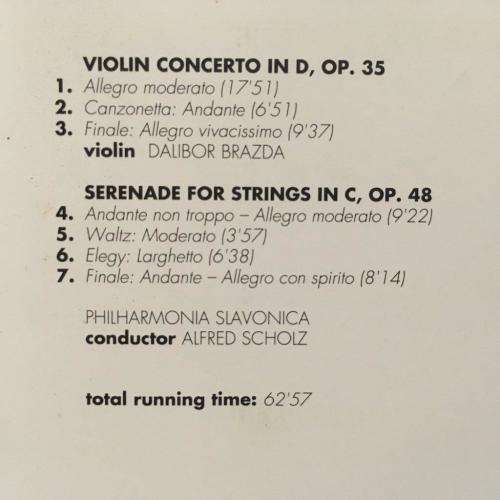 VIOLIN CONCERTO IN D, OP. 35
1. Allegro moderato (17'51)
2. Canzonetta: Andante (6'51)
3. Finale: Allegro vivacissimo (9'37)
violin DALIBOR BRAZDA
SERENADE FOR STRINGS IN C, OP. 48
4. Andante non troppo – Allegro moderato (9'22)
5. Waltz: Moderato (3'57)
6. Elegy: Larghetto (6'38)
7. Finale: Andante – Allegro con spirito (8'14)
PHILHARMONIA SLAVONICA
conductor ALFRED SCHOLZ
total running time: 62'57